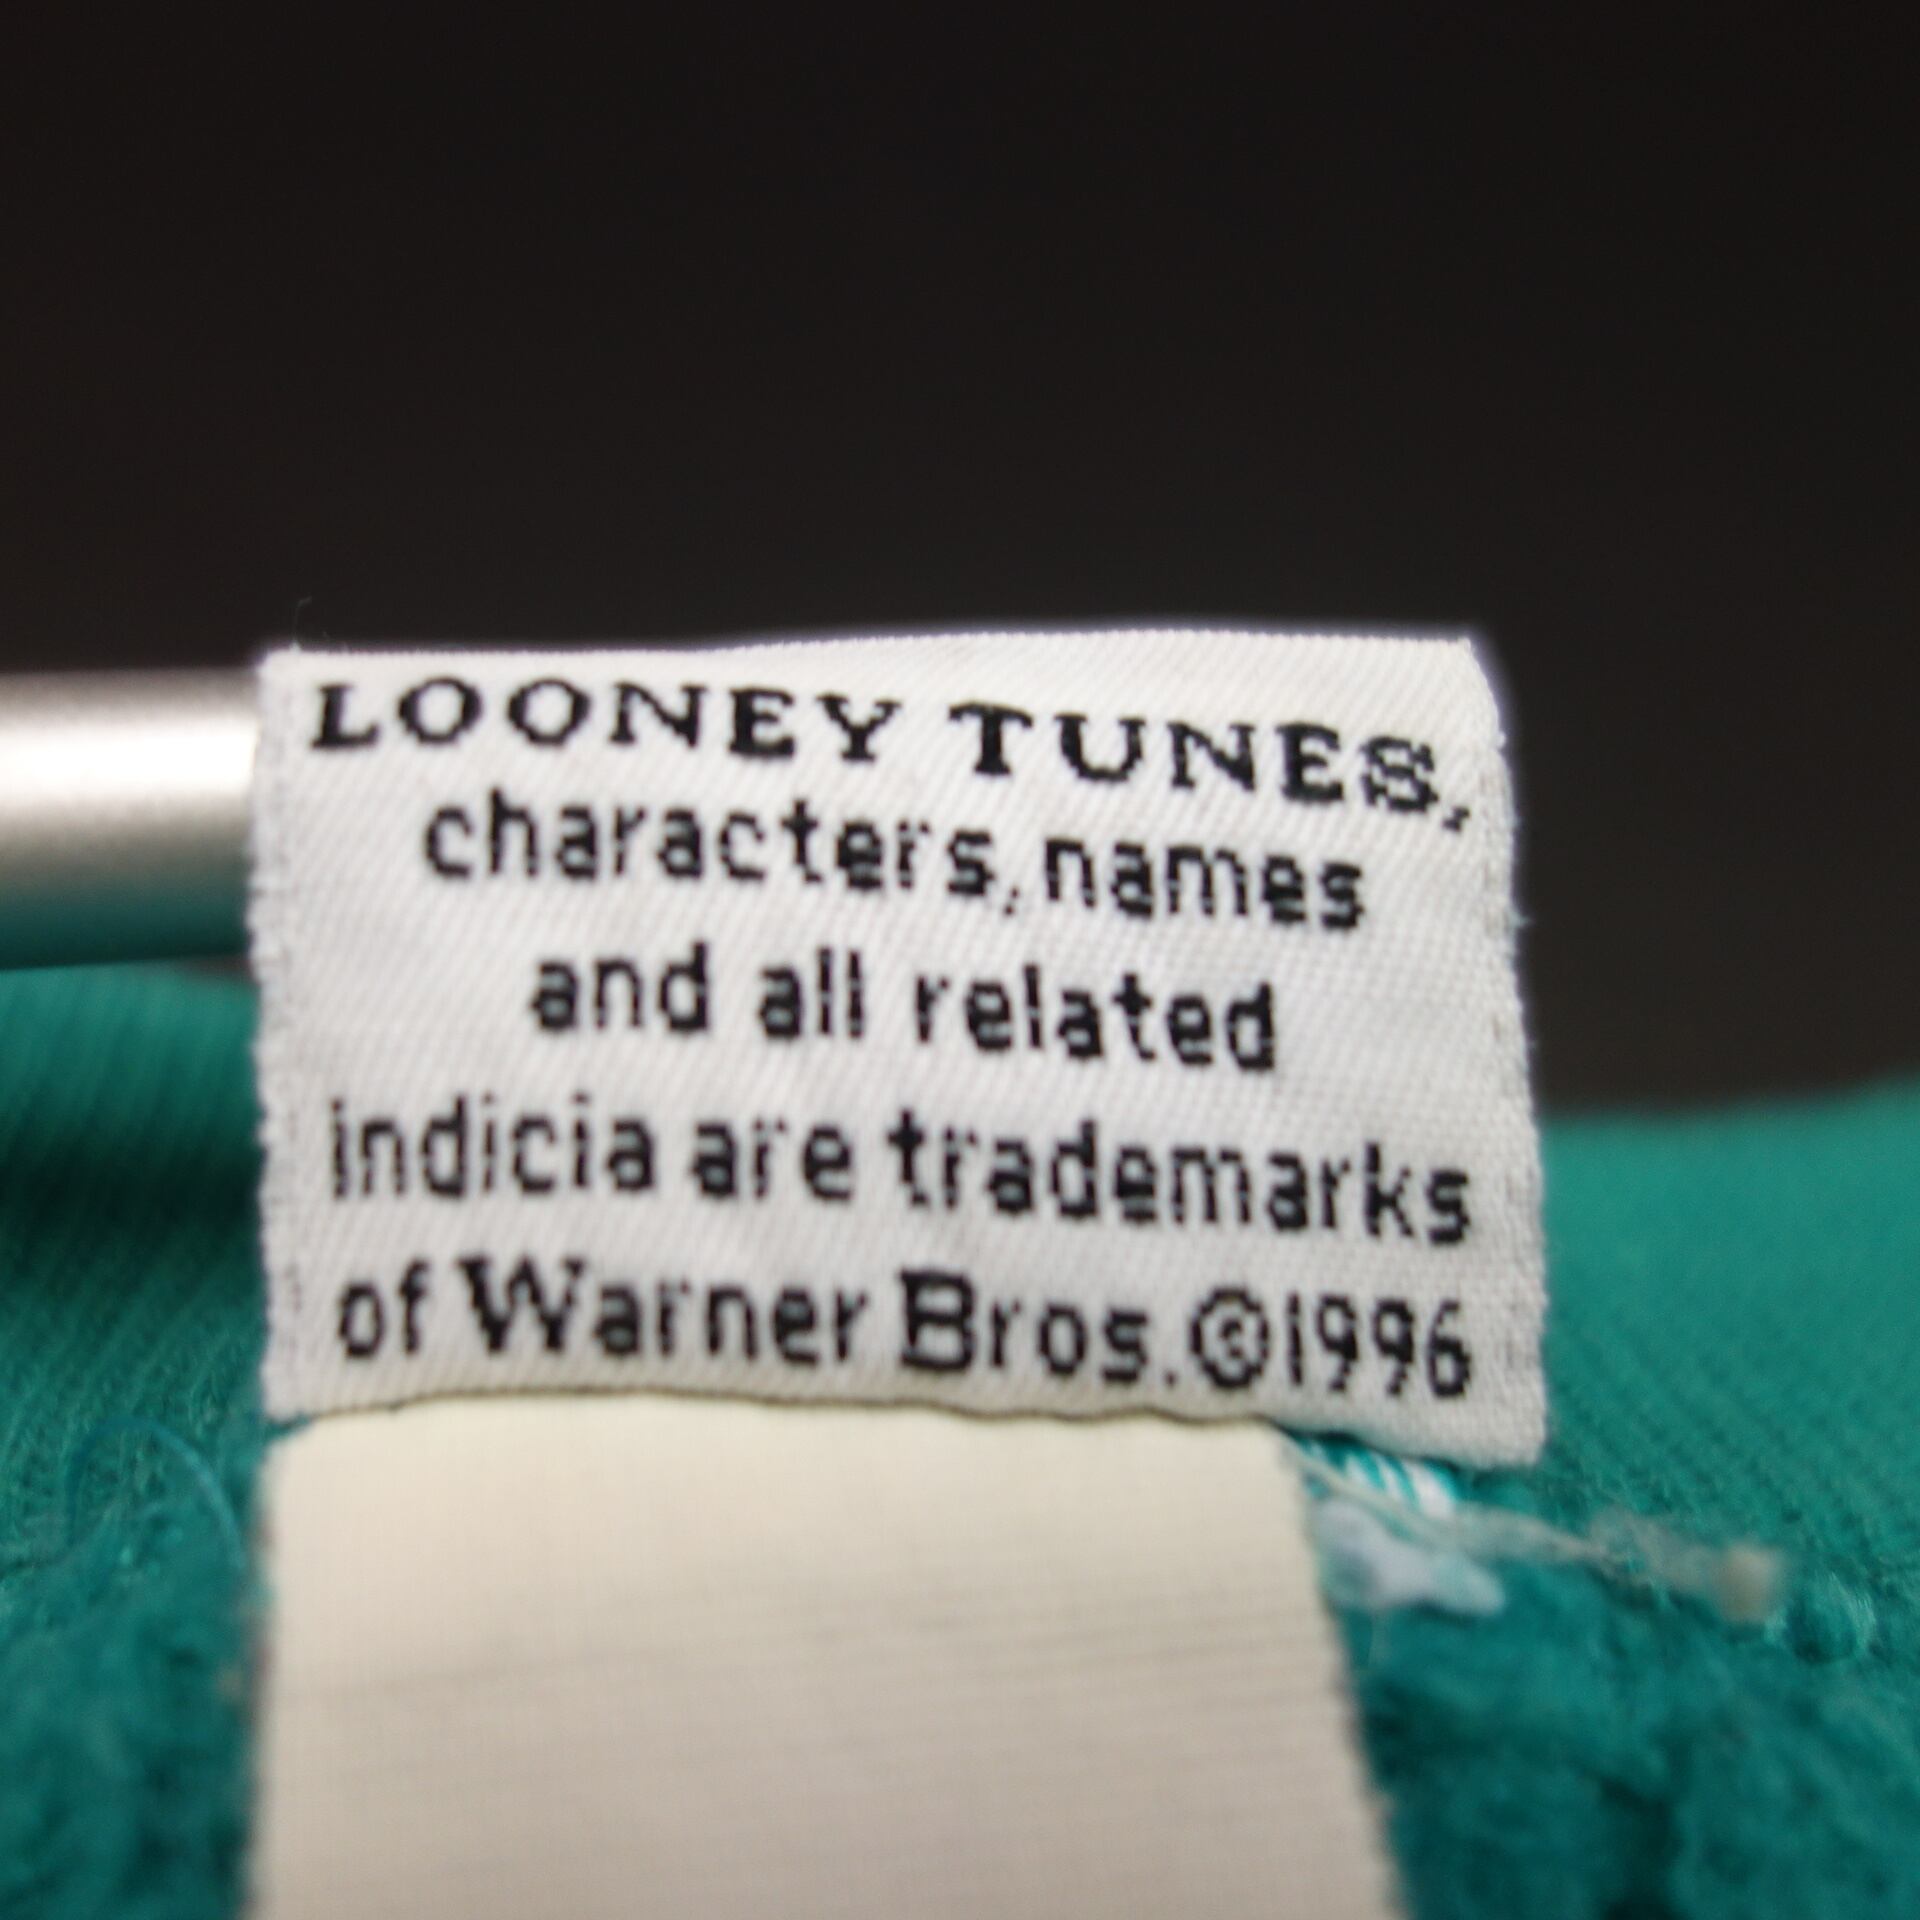 LOONEY TUNES,
characters, names
and all related
indicia are trademarks
of Warner Bros. ©1996